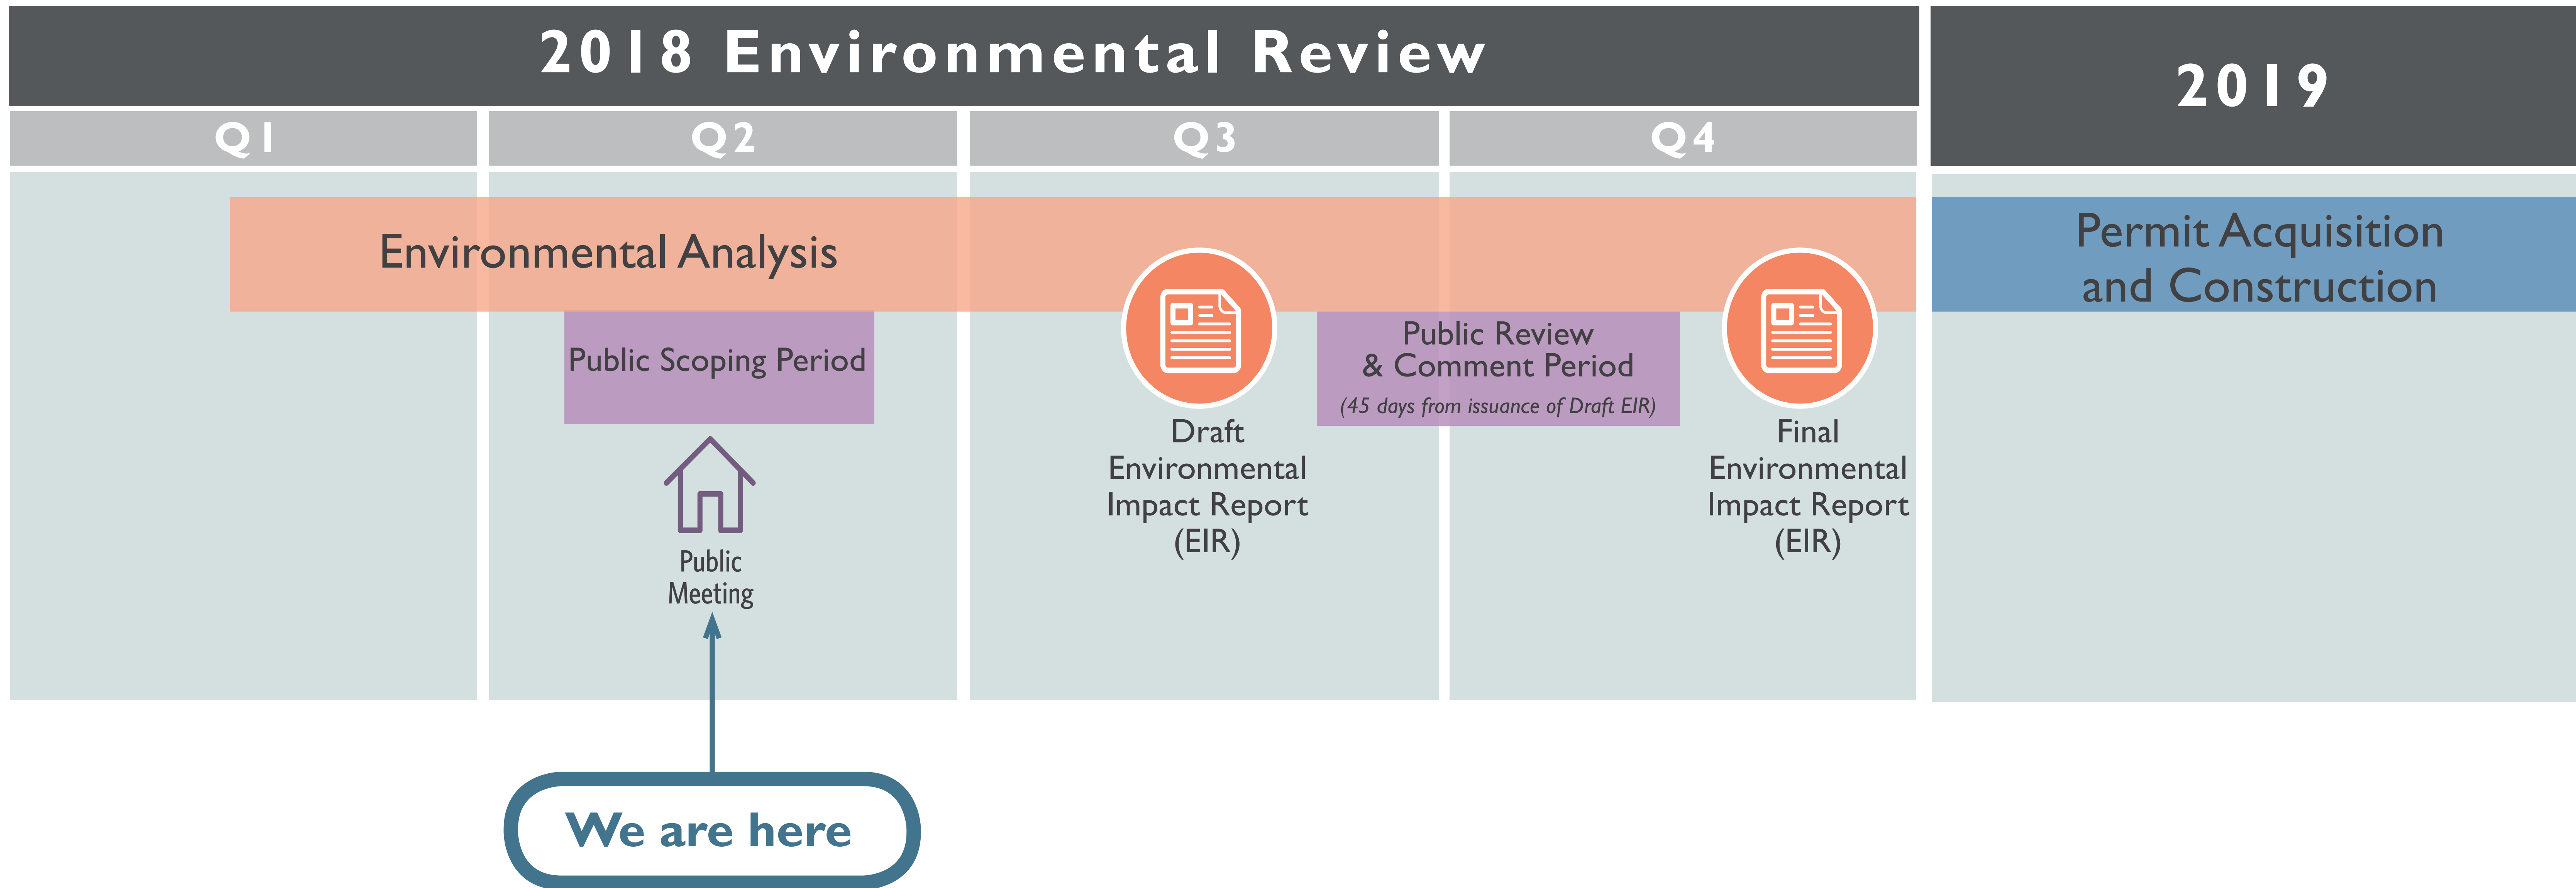 2018 Environmental Review
2019
Q1
Q2
Q3
Q4
Environmental Analysis
Permit Acquisition
and Construction
Public Scoping Period
Public Review
& Comment Period
(45 days from issuance of Draft EIR)
Public
Meeting
Draft
Environmental
Impact Report
(EIR)
Final
Environmental
Impact Report
(EIR)
We are here